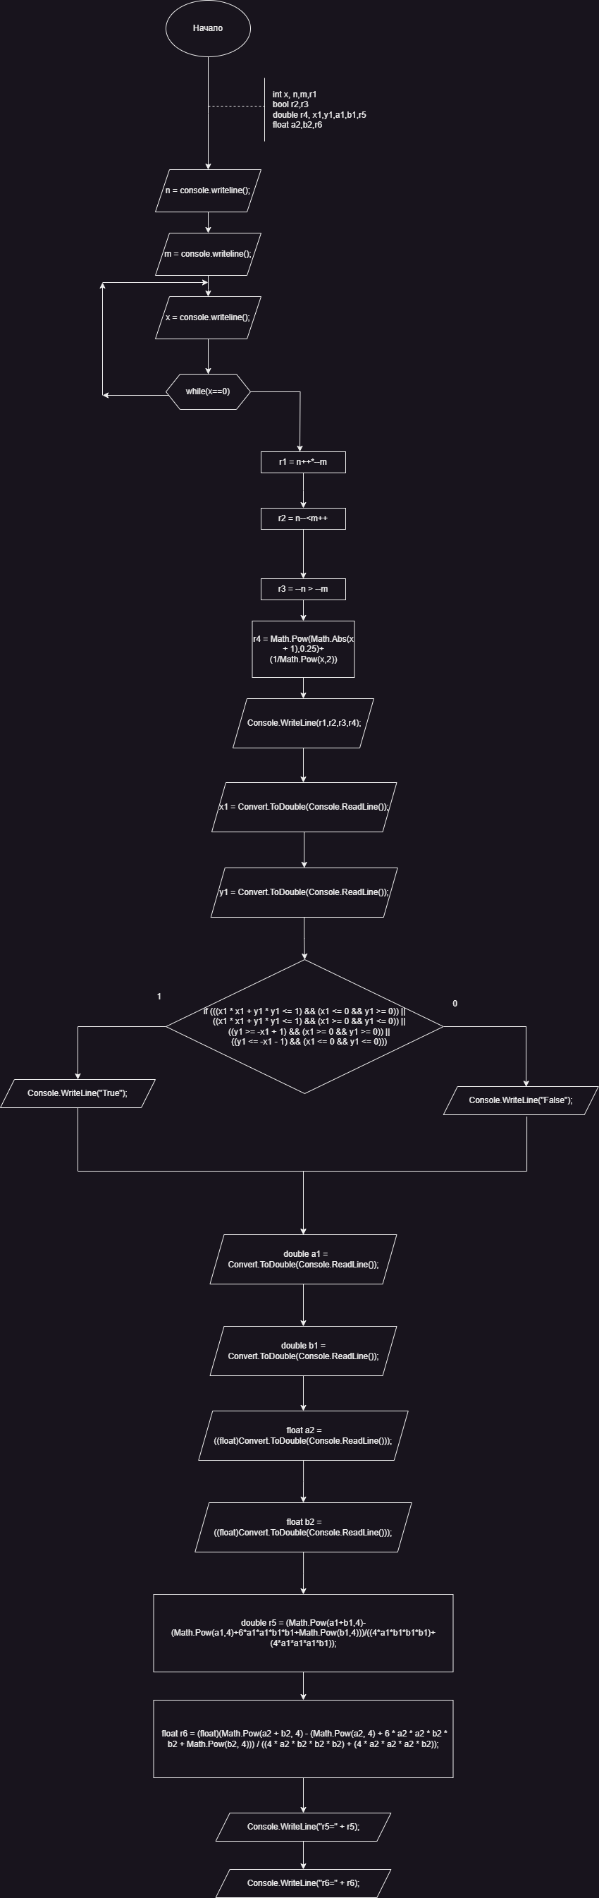 Начало
int x, n,m,r1
bool r2,r3
double r4, x1,y1,a1,b1,r5
float a2,b2,r6
n = console.writeline();
m = console.writeline();
x = console.writeline();
while(x==0)
r1 = n++*--m
r2 = n--<m++
r3 = --n > --m
r4 = Math.Pow(Math.Abs(x
+ 1),0.25)+
(1/Math.Pow(x,2))
Console.WriteLine(r1,r2,r3,r4);
x1 = Convert.ToDouble(Console.ReadLine());
y1 = Convert.ToDouble(Console.ReadLine());
1
0
if (((x1 * x1 + y1 * y1 <= 1) && (x1 <= 0 && y1 >= 0)) ||
((x1 * x1 + y1 * y1 <= 1) && (x1 >= 0 && y1 <= 0)) ||
((y1 >= -x1 + 1) && (x1 >= 0 && y1 >= 0)) ||
((y1 <= -x1 - 1) && (x1 <= 0 && y1 <= 0)))
Console.WriteLine("True");
Console.WriteLine("False");
double a1 =
Convert.ToDouble(Console.ReadLine());
double b1 =
Convert.ToDouble(Console.ReadLine());
float a2 =
((float)Convert.ToDouble(Console.ReadLine()));
float b2 =
((float)Convert.ToDouble(Console.ReadLine()));
double r5 = (Math.Pow(a1+b1,4)-
(Math.Pow(a1,4)+6*a1*a1*b1*b1+Math.Pow(b1,4)))/((4*a1*b1*b1*b1)+
(4*a1*a1*a1*b1));
float r6 = (float)(Math.Pow(a2 + b2, 4) - (Math.Pow(a2, 4) + 6 * a2 * a2 * b2 *
b2 + Math.Pow(b2, 4))) / ((4 * a2 * b2 * b2 * b2) + (4 * a2 * a2 * a2 * b2));
Console.WriteLine("r5=" + r5);
Console.WriteLine("r6=" + r6);